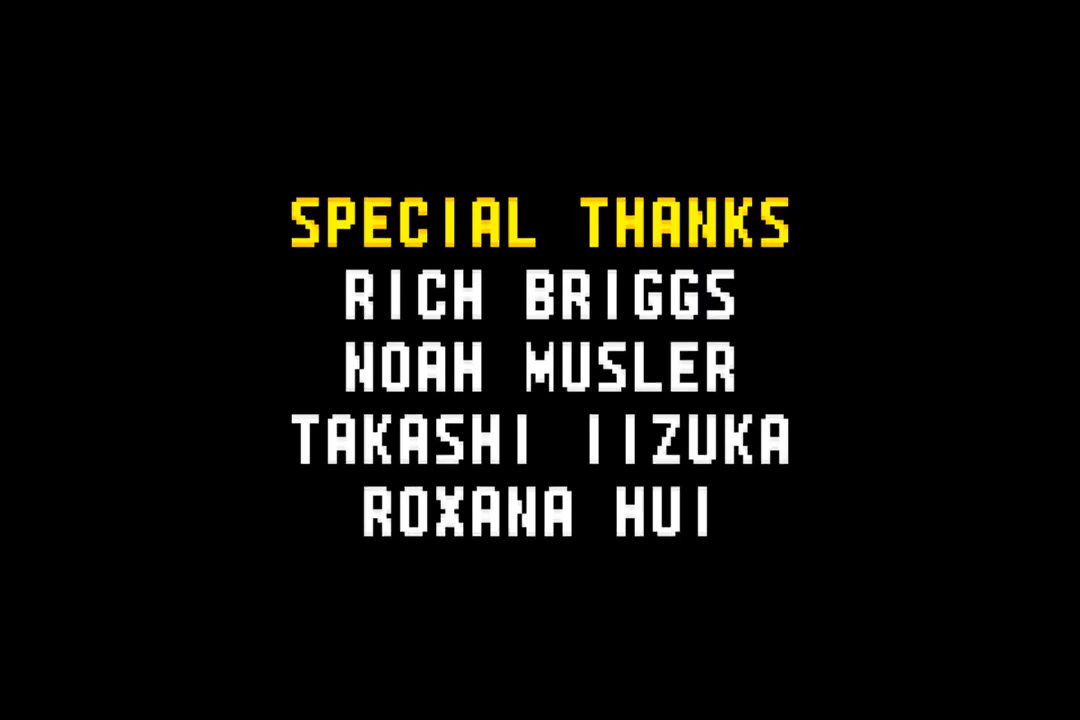 SPECIAL THANKS
RICH BRIGGS
NOAH MUSLER
TAKASHI IIZUKA
ROXANA HUI